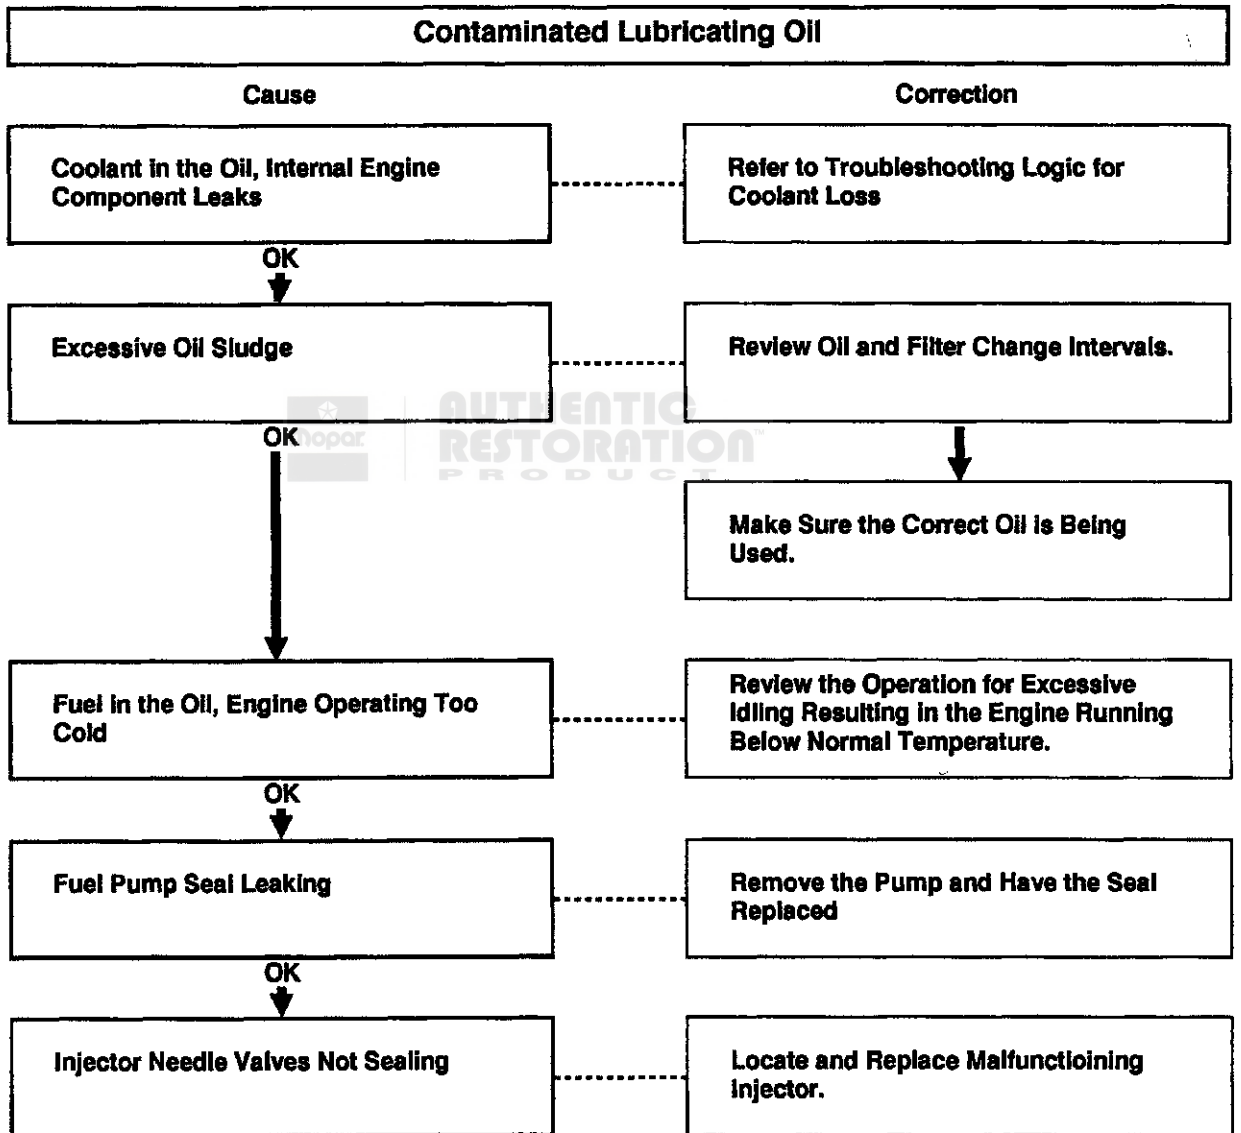 Contaminated Lubricating Oil
Cause
Correction
Coolant in the Oil, Internal Engine
Component Leaks
Refer to Troubleshooting Logic for
Coolant Loss
OK
Excessive Oil Sludge
Review Oil and Filter Change Intervals.
mopar
AUTHENTIC
RESTORATION™
PRODUCT
OK
Make Sure the Correct Oil is Being
Used.
Fuel in the Oil, Engine Operating Too
Cold
Review the Operation for Excessive
Idling Resulting in the Engine Running
Below Normal Temperature.
OK
Fuel Pump Seal Leaking
Remove the Pump and Have the Seal
Replaced
OK
Injector Needle Valves Not Sealing
Locate and Replace Malfunctioining
Injector.